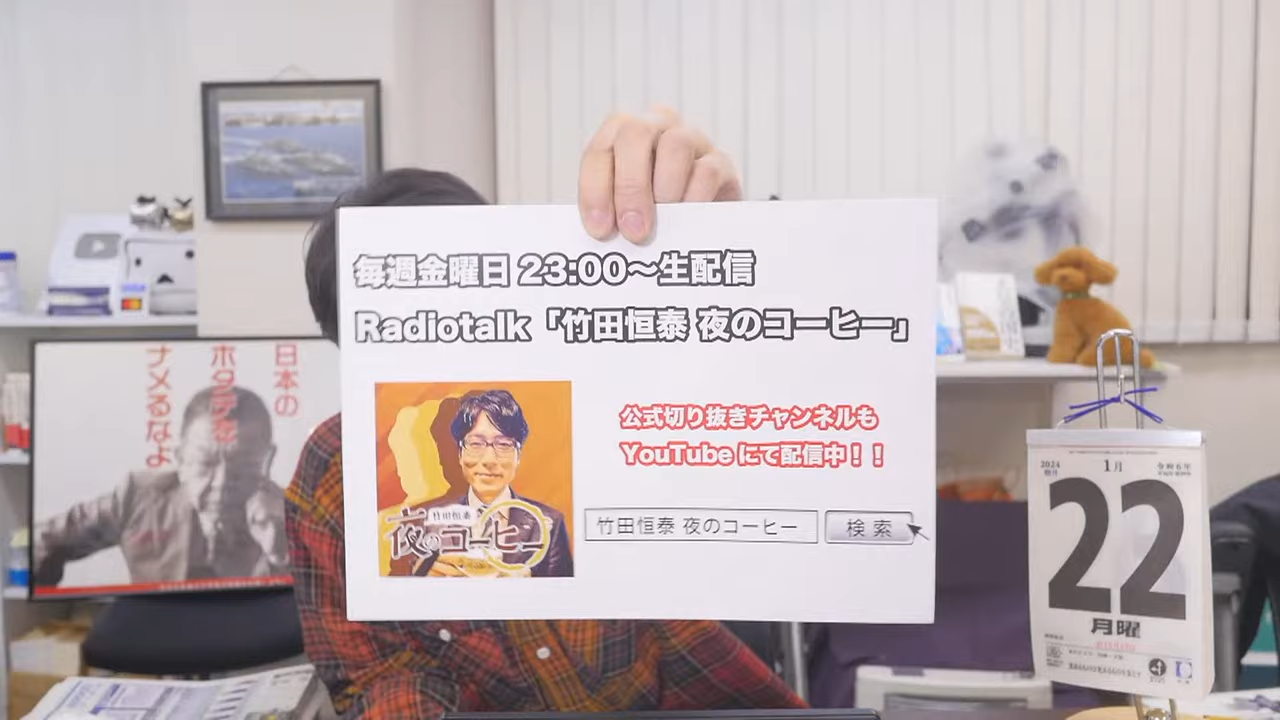 毎週金曜日 23:00〜生配信
Radiotalk「竹田恒泰 夜のコーヒー」
公式切り抜きチャンネルも
YouTubeにて配信中！！
竹田恒泰
夜のコーヒー
竹田恒泰 夜のコーヒー
検 索
日本の
ホタテを
ナメるなよ
2024
1月
令和6年
22
月曜